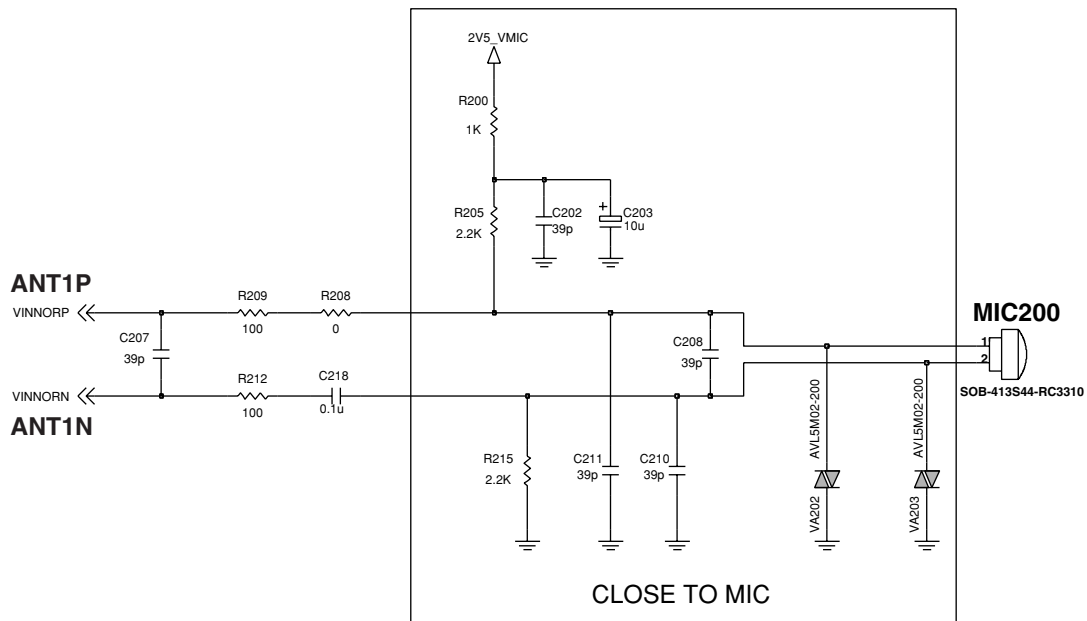 2V5_VMIC
R200
1K
R205
2.2K
C202
39p
+
C203
10u
ANT1P
VINNORP
R209
100
R208
0
C207
39p
C208
39p
MIC200
1
2
SOB-413S44-RC3310
VINNORN
ANT1N
R212
100
C218
0.1u
R215
2.2K
C211
39p
C210
39p
AVL5M02-200
VA202
AVL5M02-200
VA203
CLOSE TO MIC